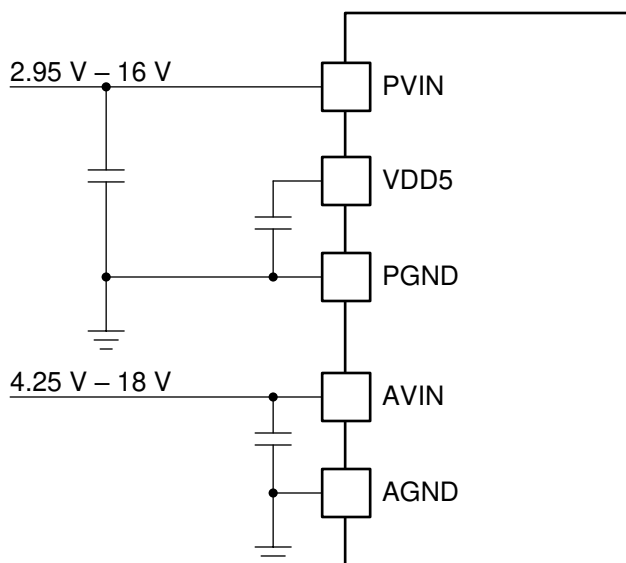 2.95 V – 16 V
PVIN
VDD5
PGND
4.25 V – 18 V
AVIN
AGND